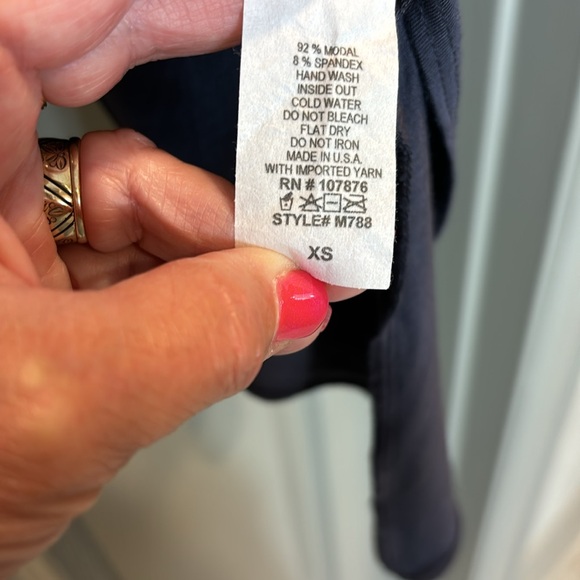 92 % MODAL
8 % SPANDEX
HAND WASH
INSIDE OUT
COLD WATER
DO NOT BLEACH
FLAT DRY
DO NOT IRON
MADE IN U.S.A.
WITH IMPORTED YARN
RN # 107876
STYLE# M788
XS